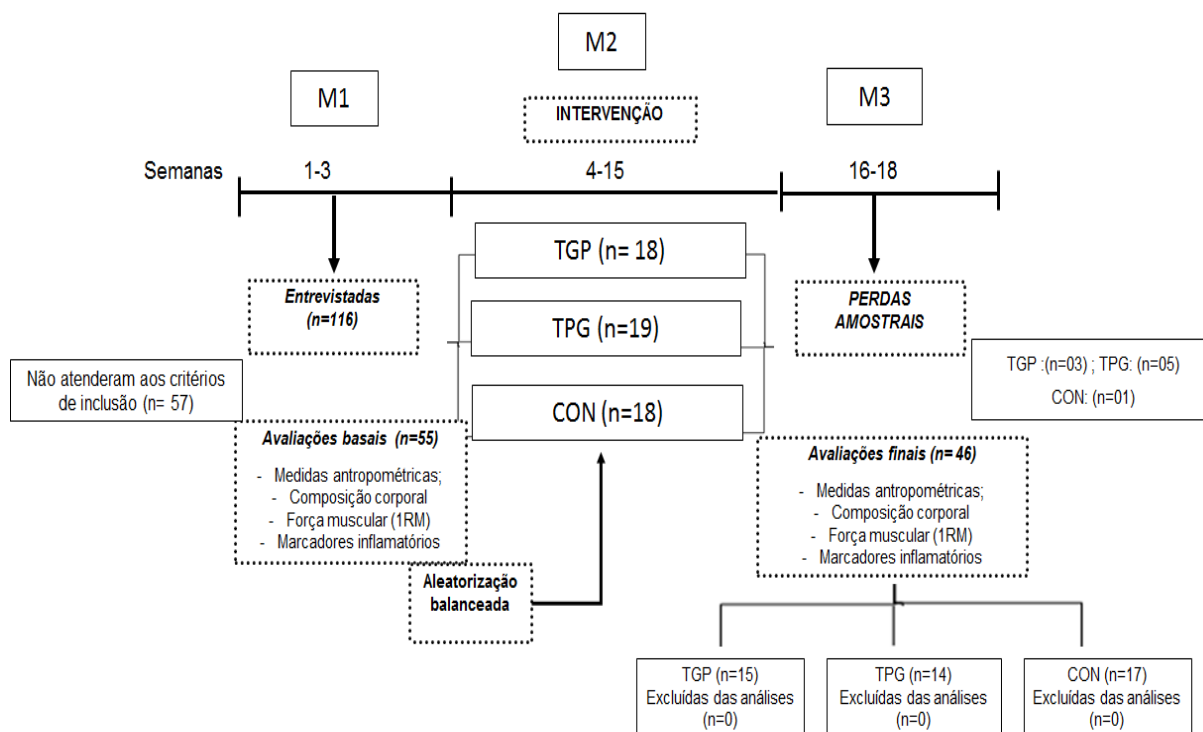 M1
M2
M3
INTERVENÇÃO
Semanas
1-3
4-15
16-18
Entrevistadas
(n=116)
Não atenderam aos critérios
de inclusão (n= 57)
Avaliações basais (n=55)
- Medidas antropométricas;
- Composição corporal
- Força muscular (1RM)
- Marcadores inflamatórios
Aleatorização
balanceada
TGP (n= 18)
TPG (n=19)
CON (n=18)
PERDAS
AMOSTRAIS
TGP :(n=03) ; TPG: (n=05)
CON: (n=01)
Avaliações finais (n= 46)
- Medidas antropométricas;
- Composição corporal
- Força muscular (1RM)
- Marcadores inflamatórios
TGP (n=15)
Excluídas das análises
(n=0)
TPG (n=14)
Excluídas das análises
(n=0)
CON (n=17)
Excluídas das análises
(n=0)